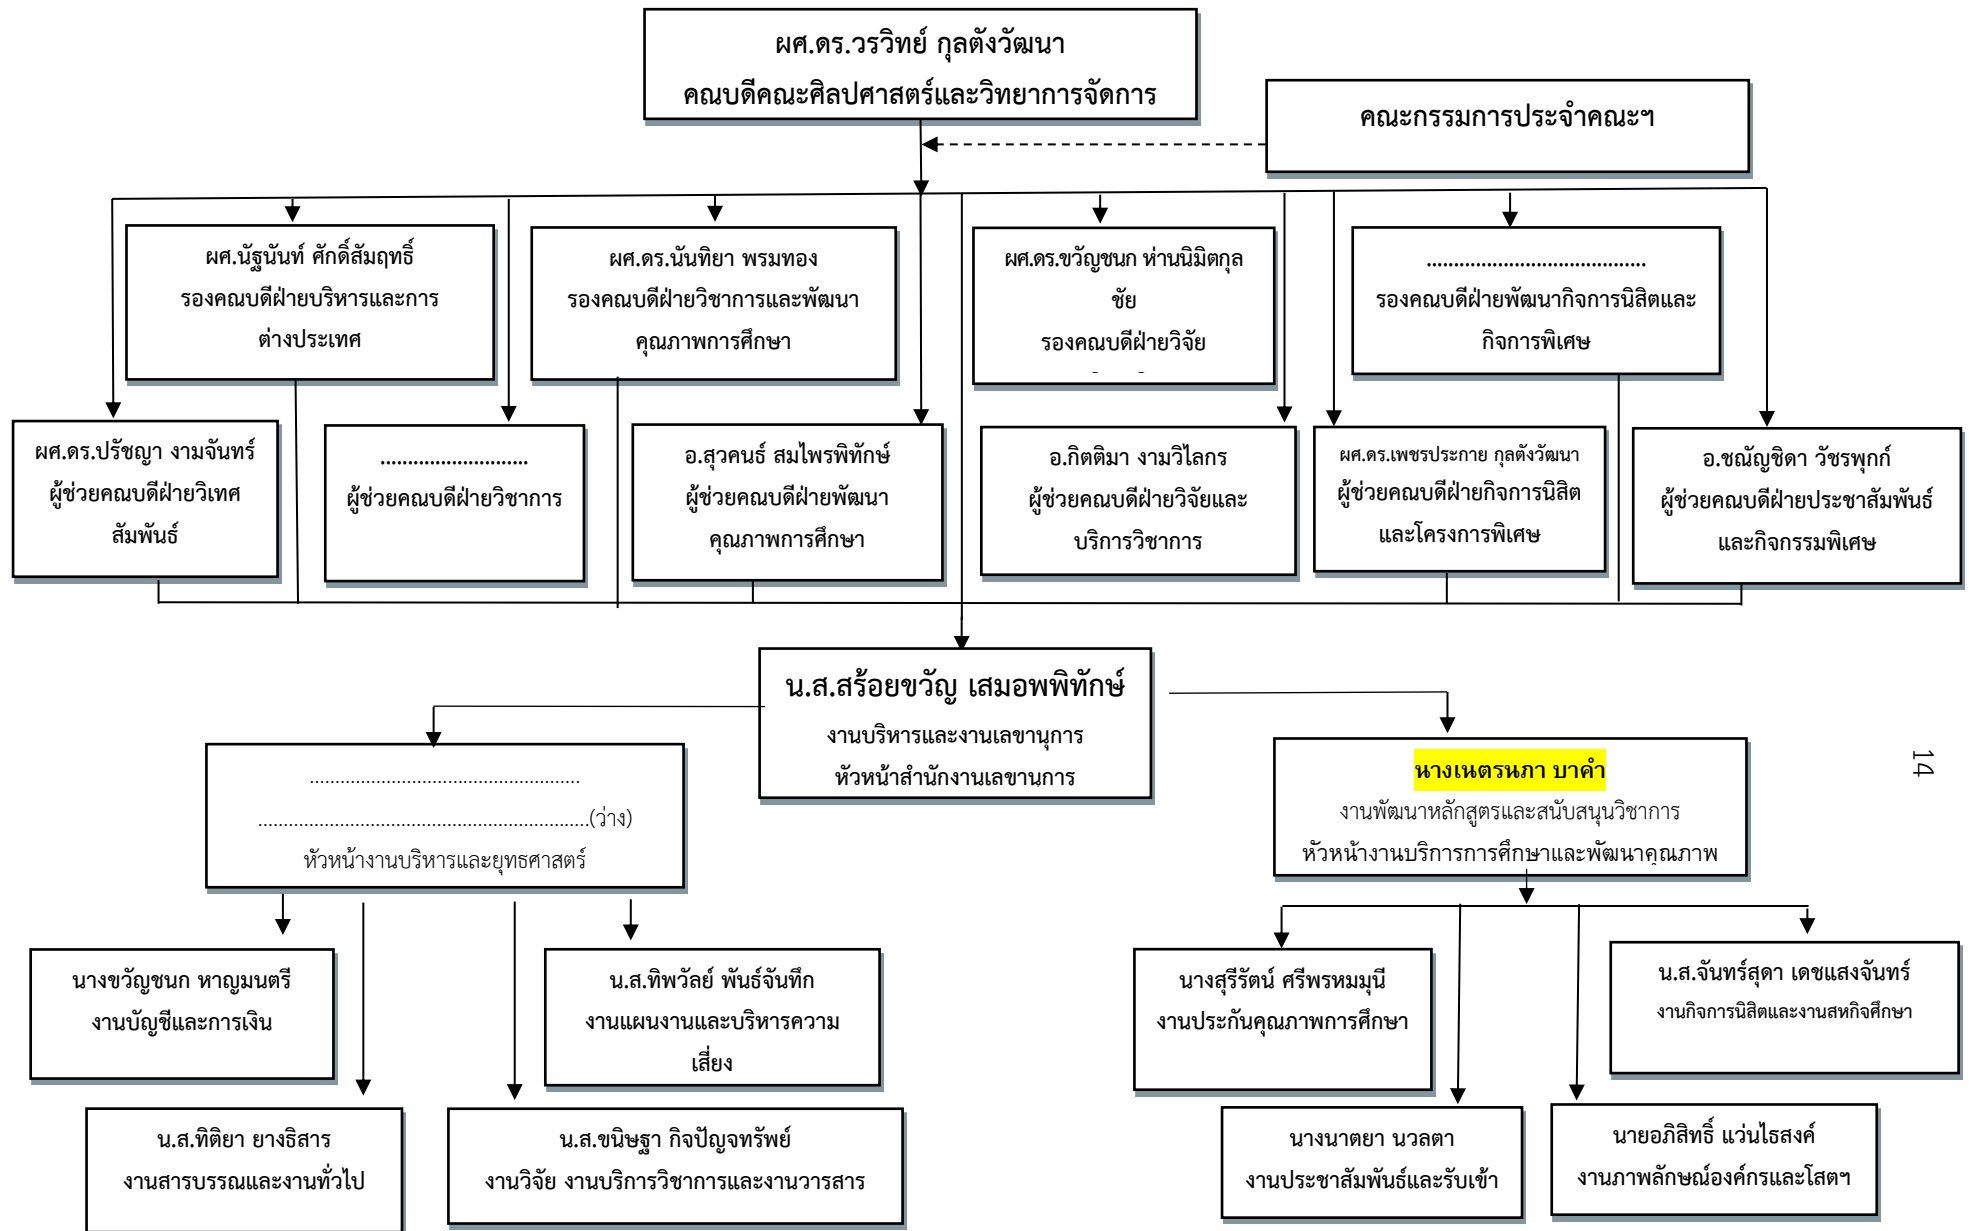 ผศ.ดร.วรวิทย์ กุลตังวัฒนา
คณบดีคณะศิลปศาสตร์และวิทยาการจัดการ
คณะกรรมการประจำคณะฯ
ผศ.นัฐนันท์ ศักดิ์สัมฤทธิ์
รองคณบดีฝ่ายบริหารและการ
ต่างประเทศ
ผศ.ดร.นันทิยา พรมทอง
รองคณบดีฝ่ายวิชาการและพัฒนา
คุณภาพการศึกษา
ผศ.ดร.ขวัญชนก ห่านนิมิตกุล
ชัย
รองคณบดีฝ่ายวิจัย
........................................
รองคณบดีฝ่ายพัฒนากิจการนิสิตและ
กิจการพิเศษ
ผศ.ดร.ปรัชญา งามจันทร์
ผู้ช่วยคณบดีฝ่ายวิเทศ
สัมพันธ์
...........................
ผู้ช่วยคณบดีฝ่ายวิชาการ
อ.สุวคนธ์ สมไพรพิทักษ์
ผู้ช่วยคณบดีฝ่ายพัฒนา
คุณภาพการศึกษา
อ.กิตติมา งามวิไลกร
ผู้ช่วยคณบดีฝ่ายวิจัยและ
บริการวิชาการ
ผศ.ดร.เพชรประกาย กุลตังวัฒนา
ผู้ช่วยคณบดีฝ่ายกิจการนิสิต
และโครงการพิเศษ
อ.ชณัญชิดา วัชรพุกก์
ผู้ช่วยคณบดีฝ่ายประชาสัมพันธ์
และกิจกรรมพิเศษ
น.ส.สร้อยขวัญ เสมอพพิทักษ์
งานบริหารและงานเลขานุการ
หัวหน้าสำนักงานเลขานการ
.....................................................
.................................................................(ว่าง)
หัวหน้างานบริหารและยุทธศาสตร์
นางเนตรนภา บาคำ
งานพัฒนาหลักสูตรและสนับสนุนวิชาการ
หัวหน้างานบริการการศึกษาและพัฒนาคุณภาพ
14
นางขวัญชนก หาญมนตรี
งานบัญชีและการเงิน
น.ส.ทิพวัลย์ พันธ์จันทึก
งานแผนงานและบริหารความ
เสี่ยง
นางสุรีรัตน์ ศรีพรหมมุนี
งานประกันคุณภาพการศึกษา
น.ส.จันทร์สุดา เดชแสงจันทร์
งานกิจการนิสิตและงานสหกิจศึกษา
น.ส.ทิติยา ยางธิสาร
งานสารบรรณและงานทั่วไป
น.ส.ขนิษฐา กิจปัญจทรัพย์
งานวิจัย งานบริการวิชาการและงานวารสาร
นางนาตยา นวลตา
งานประชาสัมพันธ์และรับเข้า
นายอภิสิทธิ์ แว่นไธสงค์
งานภาพลักษณ์องค์กรและโสตฯ